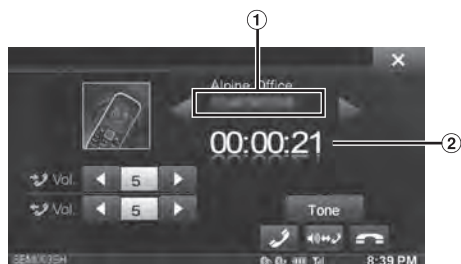 ①
×
Alpine Office
00:00:21
②
Vol. 5
Vol. 5
Tone
8:39 PM